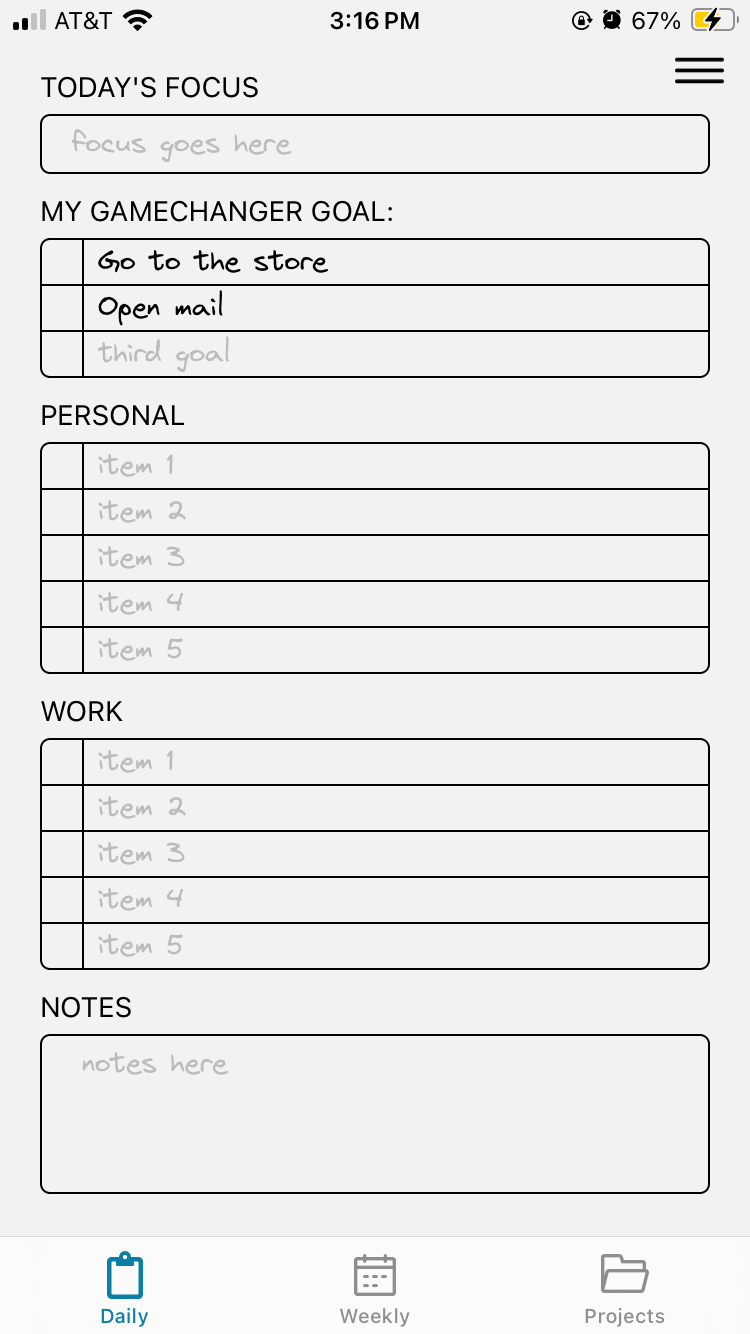 AT&T 3:16 PM 67%
TODAY'S FOCUS
focus goes here
MY GAMECHANGER GOAL:
Go to the store
Open mail
third goal
PERSONAL
item 1
item 2
item 3
item 4
item 5
WORK
item 1
item 2
item 3
item 4
item 5
NOTES
notes here
Daily Weekly Projects